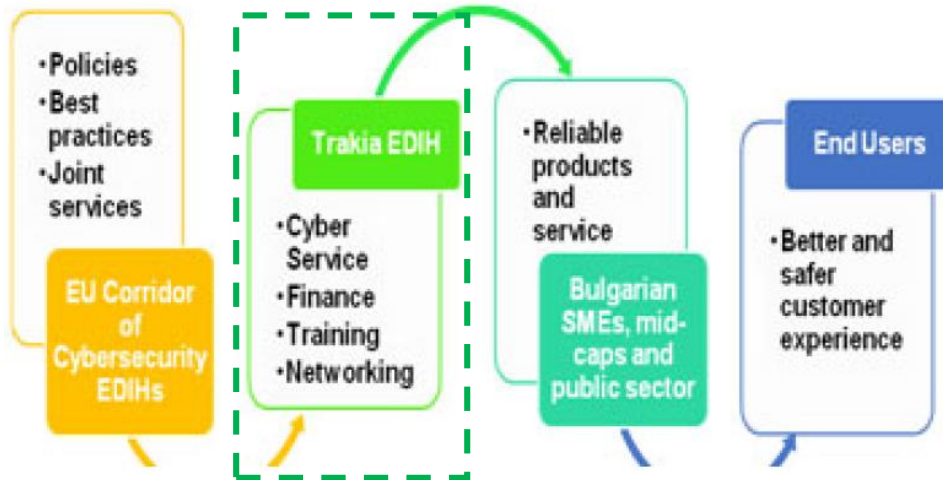 •Policies
•Best
practices
•Joint
services
EU Corridor
of
Cybersecurity
EDIHs
Trakia EDIH
•Cyber
Service
•Finance
•Training
•Networking
•Reliable
products
and
service
Bulgarian
SMEs, mid-
caps and
public sector
End Users
•Better and
safer
customer
experience